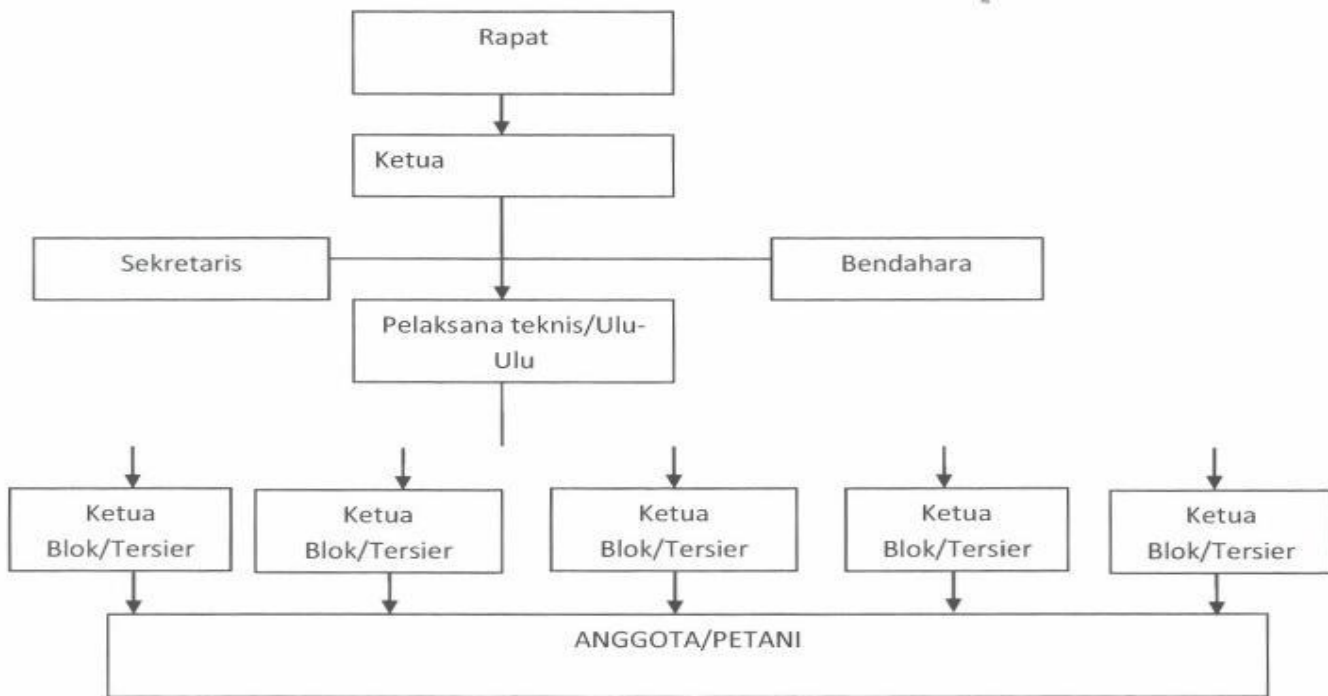 Rapat
Ketua
Sekretaris
Bendahara
Pelaksana teknis/Ulu-
Ulu
Ketua
Blok/Tersier
Ketua
Blok/Tersier
Ketua
Blok/Tersier
Ketua
Blok/Tersier
Ketua
Blok/Tersier
ANGGOTA/PETANI